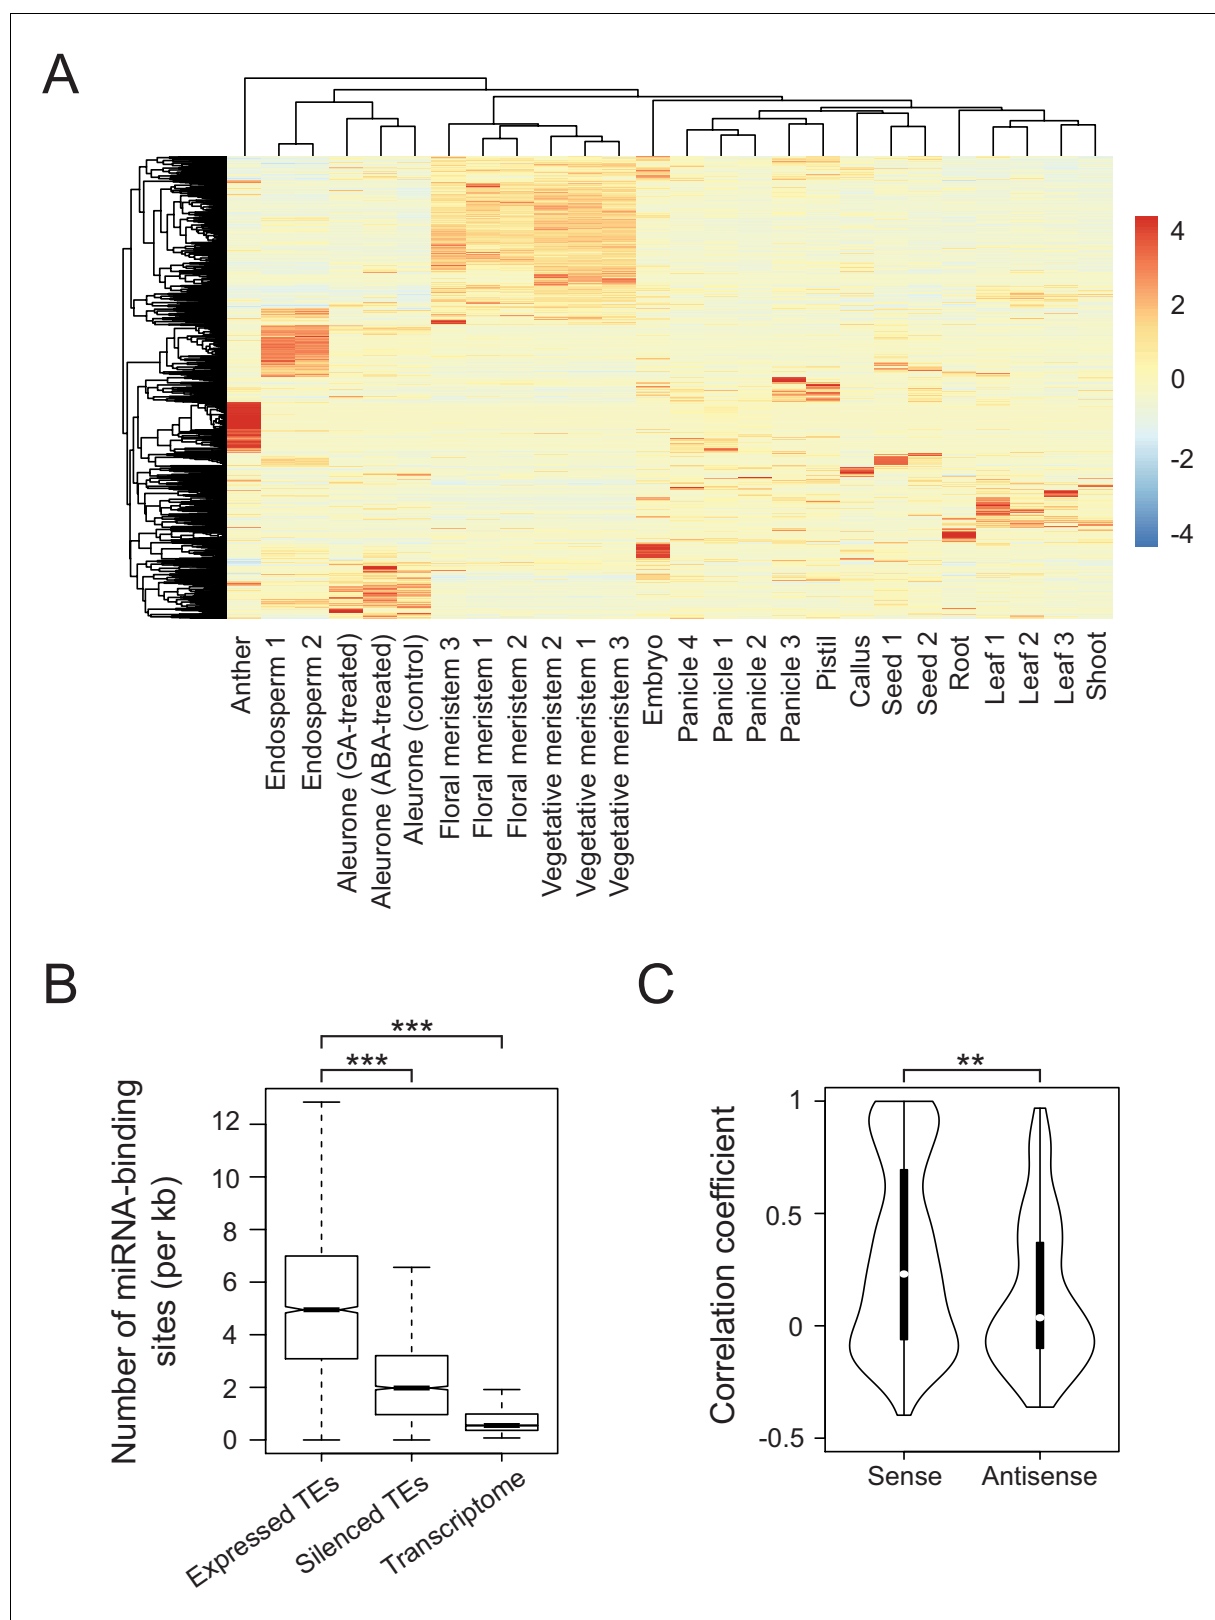 A
4
2
0
-2
-4
Anther
Endosperm 1
Endosperm 2
Aleurone (GA-treated)
Aleurone (ABA-treated)
Aleurone (control)
Floral meristem 3
Floral meristem 1
Floral meristem 2
Vegetative meristem 2
Vegetative meristem 1
Vegetative meristem 3
Embryo
Panicle 4
Panicle 1
Panicle 2
Panicle 3
Pistil
Callus
Seed 1
Seed 2
Root
Leaf 1
Leaf 2
Leaf 3
Shoot
B
***
***
Number of miRNA-binding
sites (per kb)
12
10
8
6
4
2
0
Expressed TEs
Silenced TEs
Transcriptome
C
**
Correlation coefficient
1
0.5
0
-0.5
Sense
Antisense